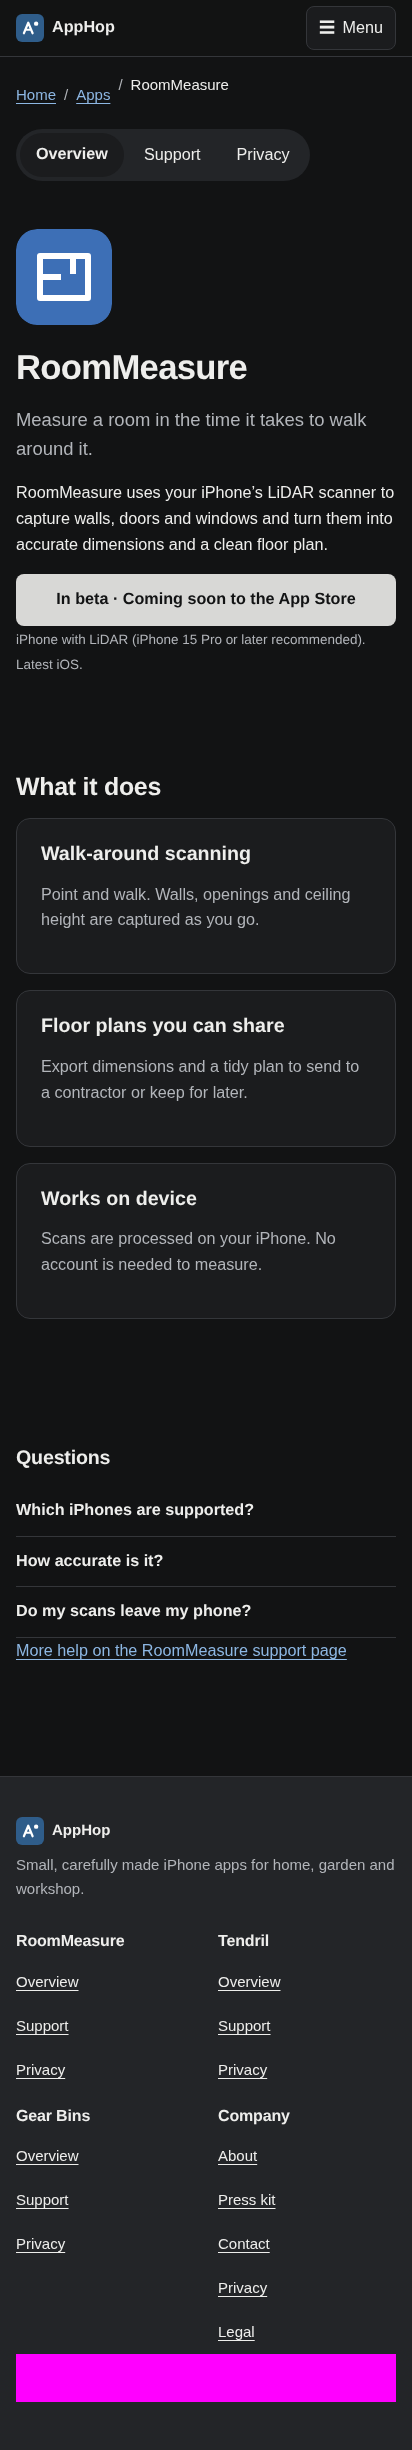 AppHop
☰ Menu
Home / Apps / RoomMeasure
Overview Support Privacy
RoomMeasure
Measure a room in the time it takes to walk
around it.
RoomMeasure uses your iPhone’s LiDAR scanner to
capture walls, doors and windows and turn them into
accurate dimensions and a clean floor plan.
In beta · Coming soon to the App Store
iPhone with LiDAR (iPhone 15 Pro or later recommended).
Latest iOS.
What it does
Walk-around scanning
Point and walk. Walls, openings and ceiling
height are captured as you go.
Floor plans you can share
Export dimensions and a tidy plan to send to
a contractor or keep for later.
Works on device
Scans are processed on your iPhone. No
account is needed to measure.
Questions
Which iPhones are supported?
How accurate is it?
Do my scans leave my phone?
More help on the RoomMeasure support page
AppHop
Small, carefully made iPhone apps for home, garden and
workshop.
RoomMeasure
Overview
Support
Privacy
Tendril
Overview
Support
Privacy
Gear Bins
Overview
Support
Privacy
Company
About
Press kit
Contact
Privacy
Legal